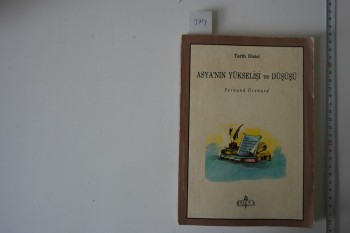 Tarih Dizisi
ASYA'NIN YÜKSELİŞİ VE DÜŞÜŞÜ
Fernand Grenard